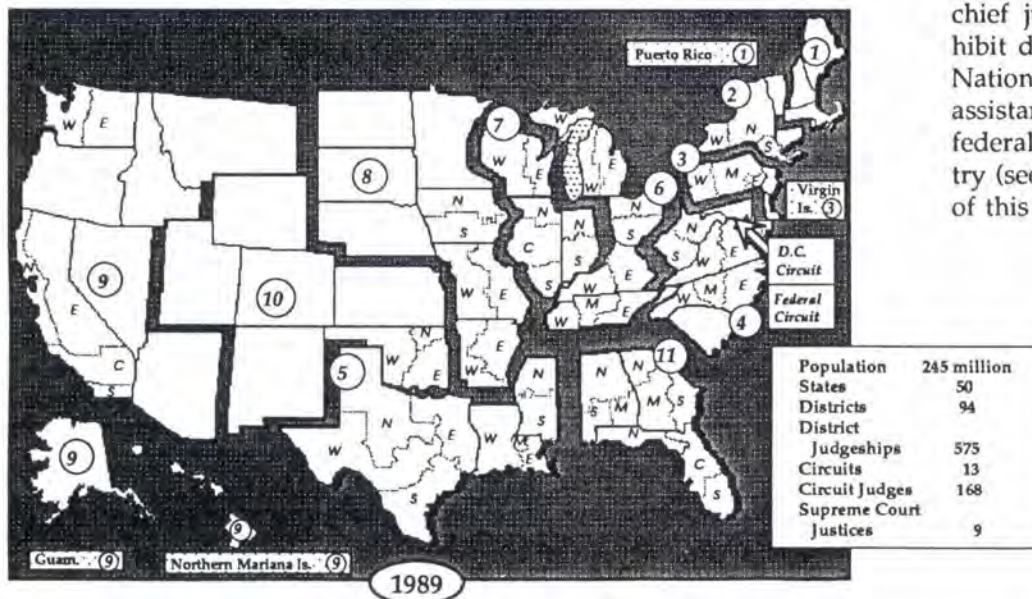 chief j
hibit d
Nation
assistan
federal
try (see
of this
Puerto Rico 1
1
2
W E
7
W N
S
3
W E
W E
W M
8
6
Virgin
Is. 3
N
S
N
S
N
C
S
N
S
W
N
S
E
D.C.
Circuit
Federal
Circuit
N
9
E
C
S
10
W E
W E
W E
W M E
W M E
4
5
W N E
11
N
S M
N
M S
N
S
W N E S
W M E
N
C
S
9
9
Guam. 9
Northern Mariana Is. 9
1989
Population 245 million
States 50
Districts 94
District
Judgeships 575
Circuits 13
Circuit Judges 168
Supreme Court
Justices 9